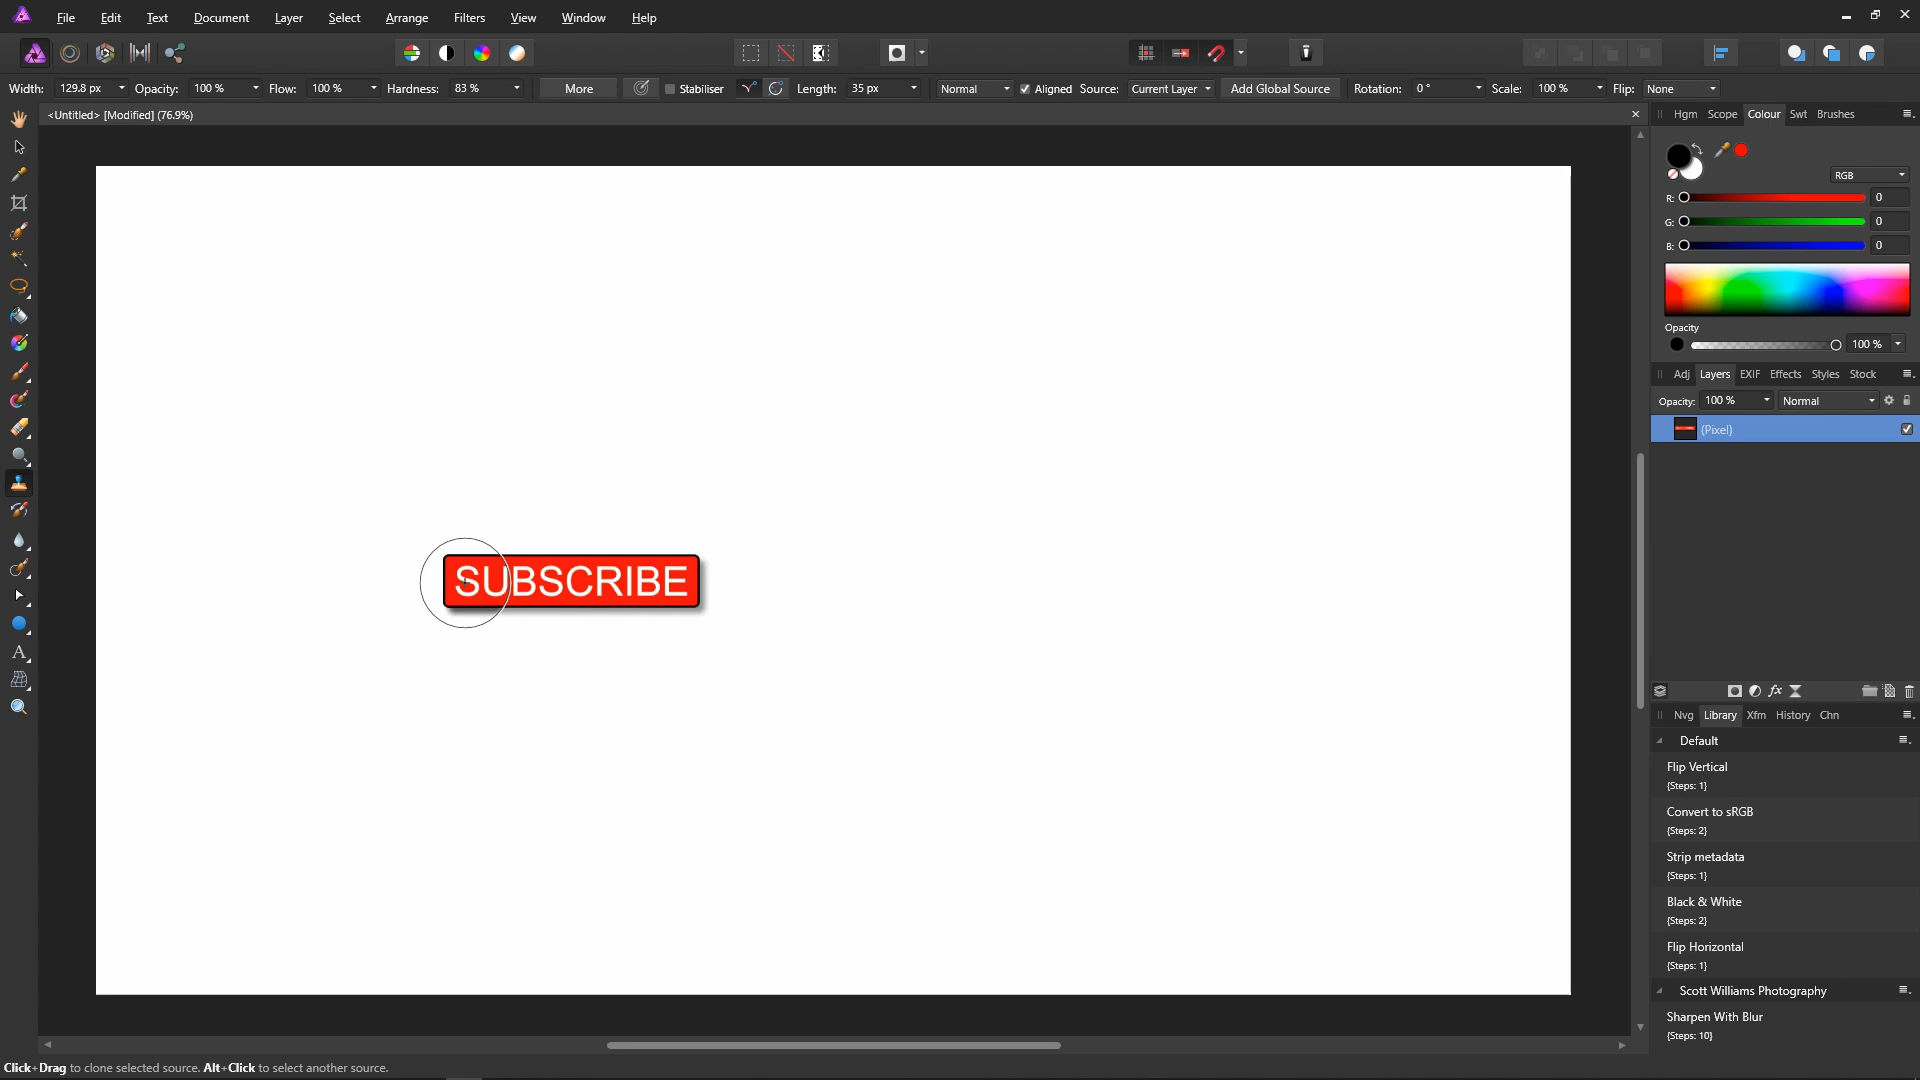 File Edit Text Document Layer Select Arrange Filters View Window Help
Width: 129.8 px Opacity: 100 % Flow: 100 % Hardness: 83 % More Stabiliser Length: 35 px Normal Aligned Source: Current Layer Add Global Source Rotation: 0 ° Scale: 100 % Flip: None
<Untitled> [Modified] (76.9%)
Hgm Scope Colour Swt Brushes
RGB
R: 0
G: 0
B: 0
Opacity
100 %
Adj Layers EXIF Effects Styles Stock
Opacity: 100 % Normal
(Pixel)
SUBSCRIBE
fx
Nvg Library Xfm History Chn
Default
Flip Vertical
{Steps: 1}
Convert to sRGB
{Steps: 2}
Strip metadata
{Steps: 1}
Black & White
{Steps: 2}
Flip Horizontal
{Steps: 1}
Scott Williams Photography
Sharpen With Blur
{Steps: 10}
Click+Drag to clone selected source. Alt+Click to select another source.